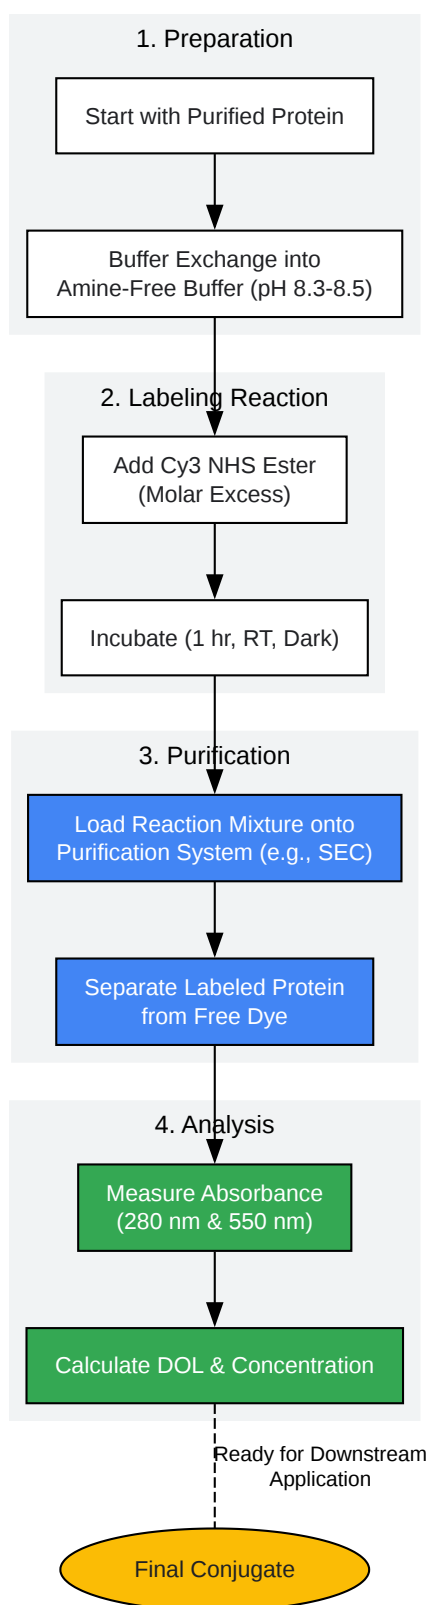 1. Preparation
Start with Purified Protein
Buffer Exchange into
Amine-Free Buffer (pH 8.3-8.5)
2. Labeling Reaction
Add Cy3 NHS Ester
(Molar Excess)
Incubate (1 hr, RT, Dark)
3. Purification
Load Reaction Mixture onto
Purification System (e.g., SEC)
Separate Labeled Protein
from Free Dye
4. Analysis
Measure Absorbance
(280 nm & 550 nm)
Calculate DOL & Concentration
Ready for Downstream
Application
Final Conjugate